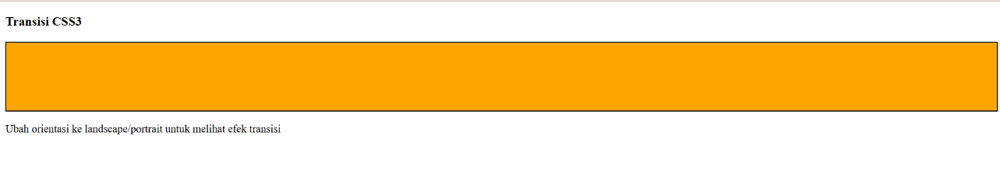 Transisi CSS3
Ubah orientasi ke landscape/portrait untuk melihat efek transisi